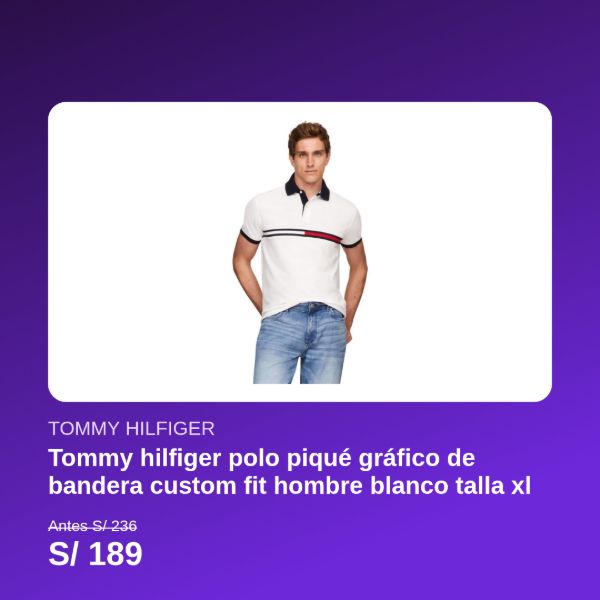 TOMMY HILFIGER
Tommy hilfiger polo piqué gráfico de
bandera custom fit hombre blanco talla xl
Antes S/ 236
S/ 189